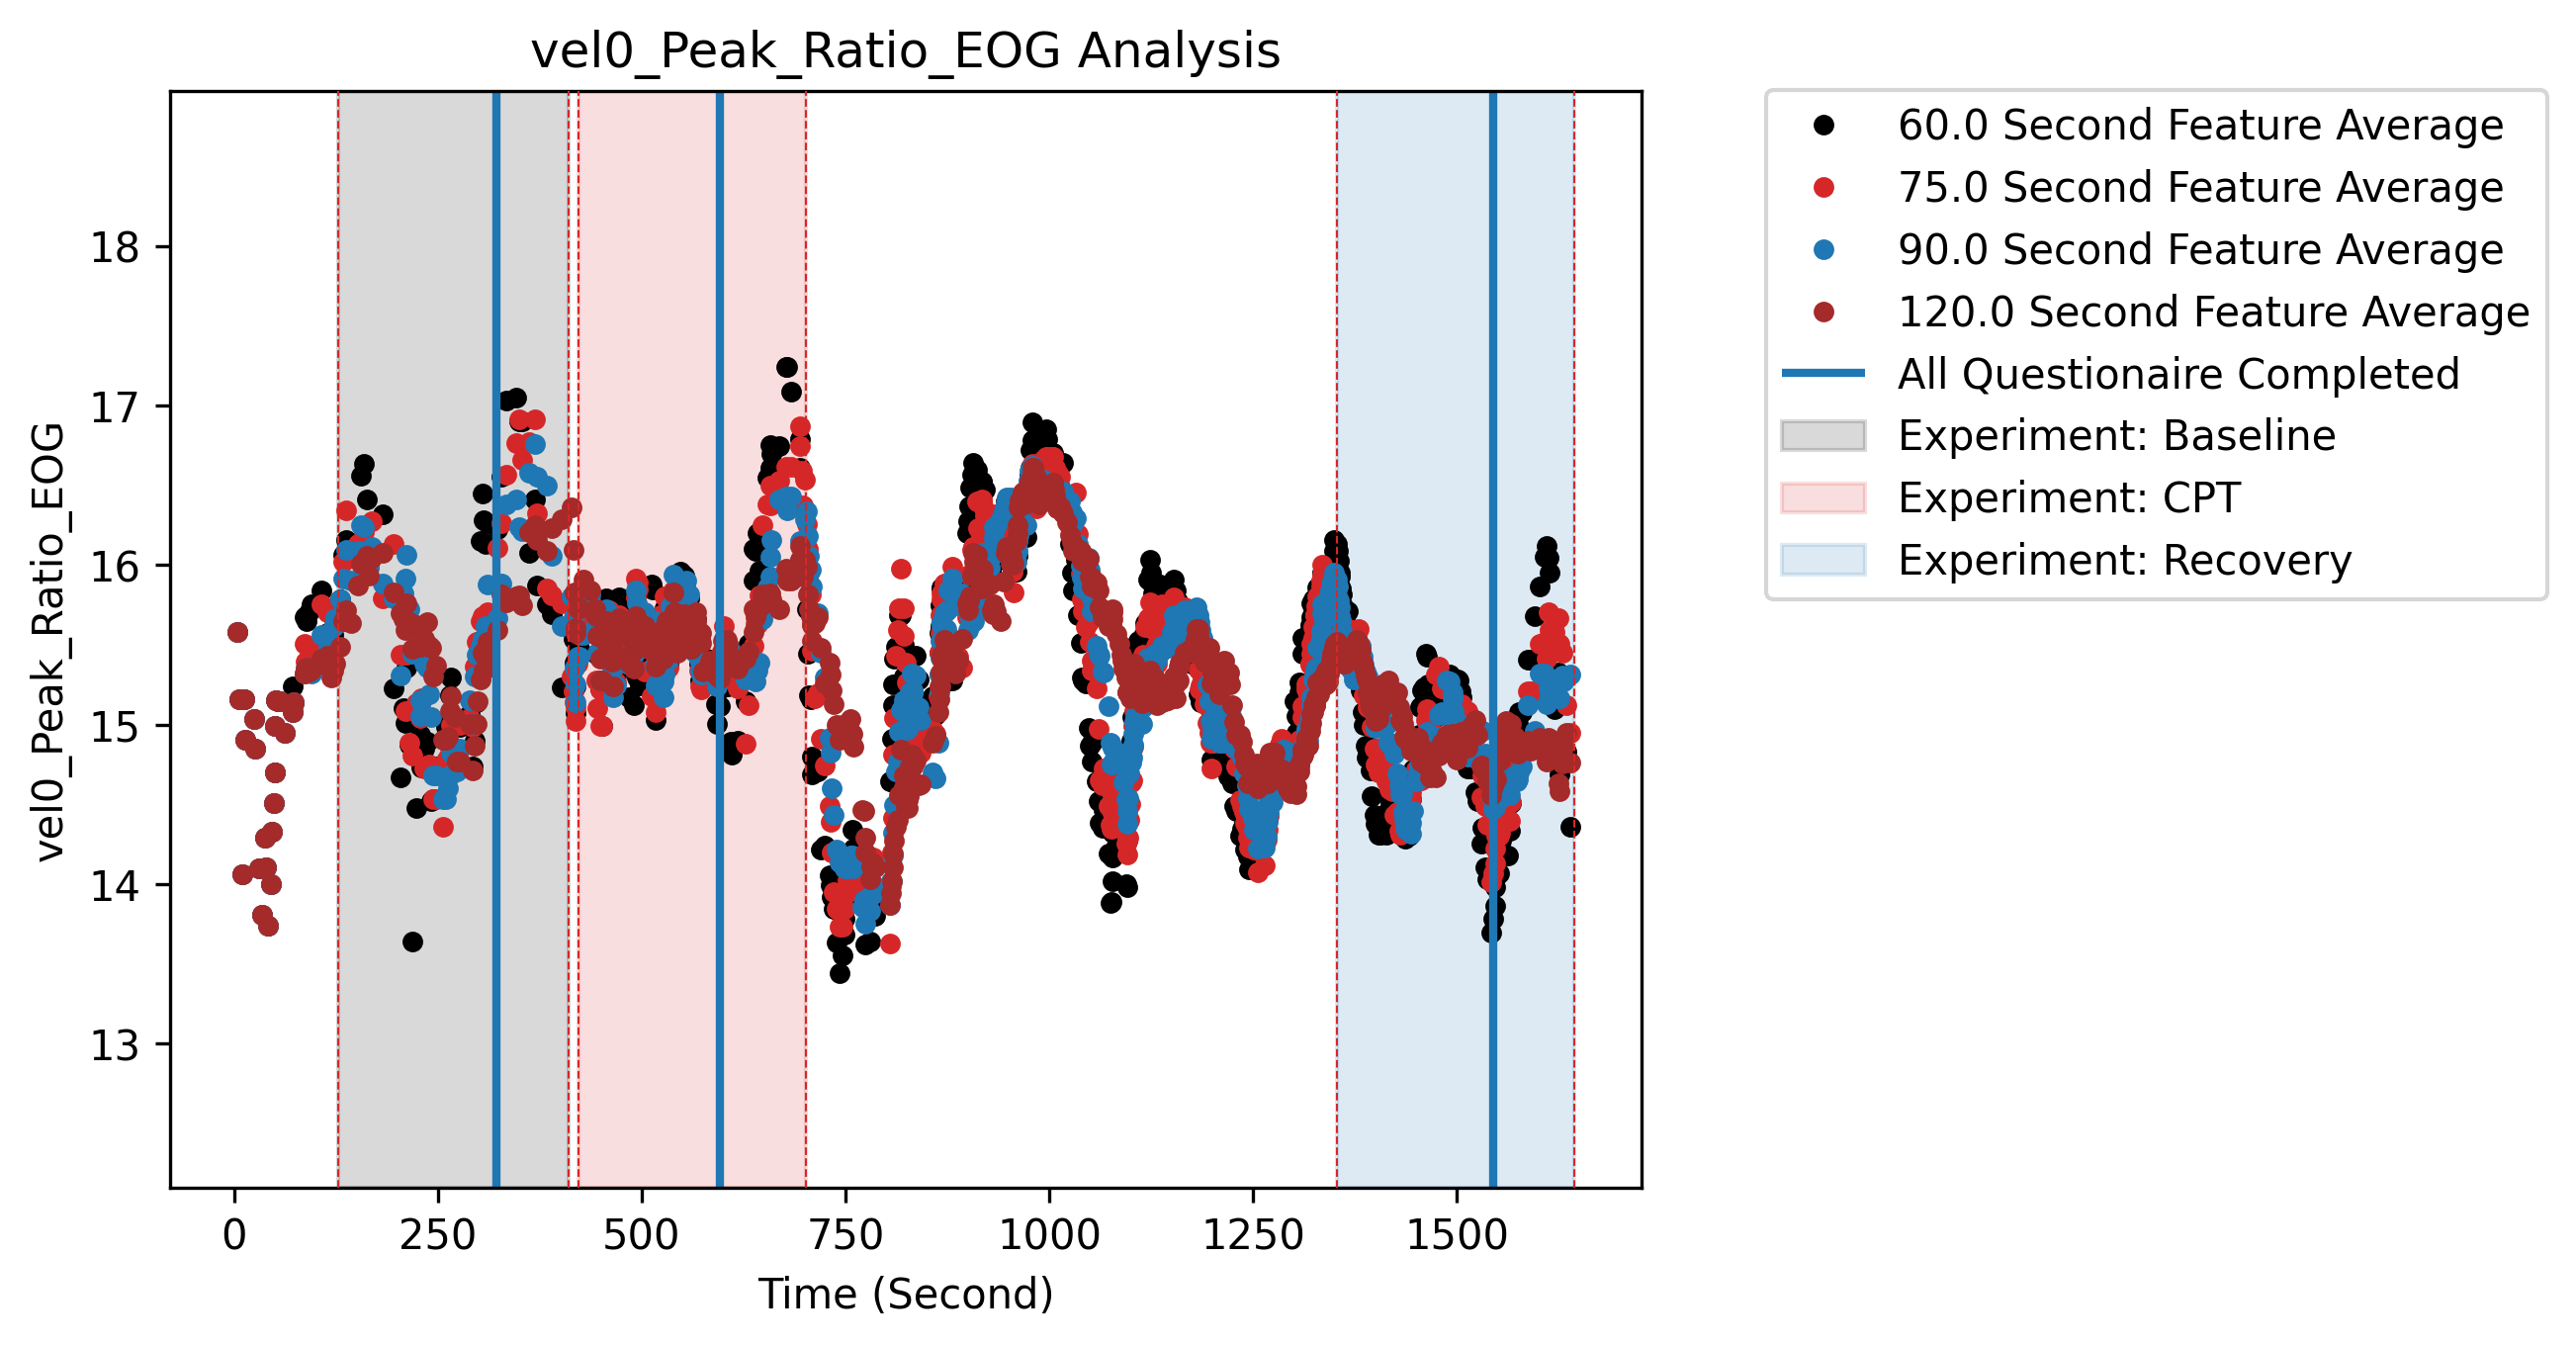 vel0_Peak_Ratio_EOG Analysis
vel0_Peak_Ratio_EOG
18
17
16
15
14
13
0 250 500 750 1000 1250 1500
Time (Second)
60.0 Second Feature Average
75.0 Second Feature Average
90.0 Second Feature Average
120.0 Second Feature Average
All Questionaire Completed
Experiment: Baseline
Experiment: CPT
Experiment: Recovery